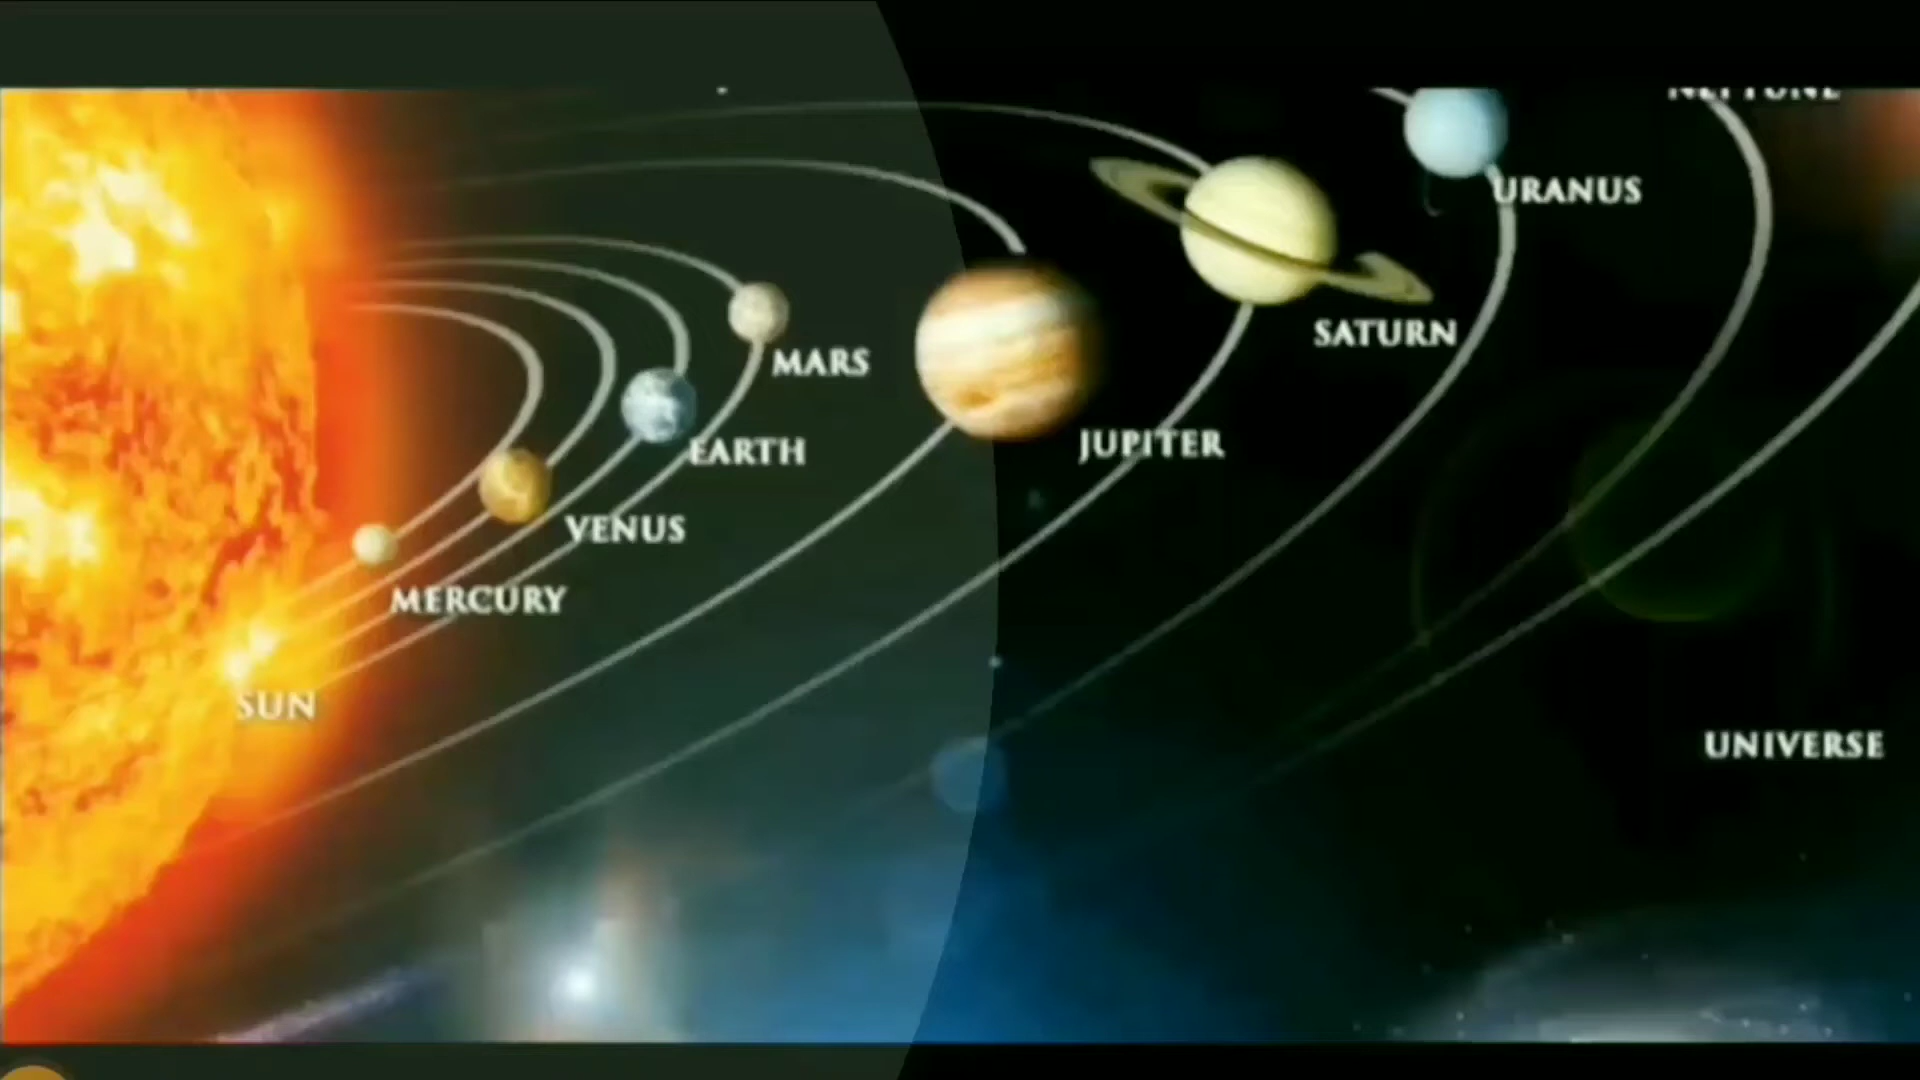 NEPTUNE
URANUS
SATURN
MARS
JUPITER
EARTH
VENUS
MERCURY
SUN
UNIVERSE